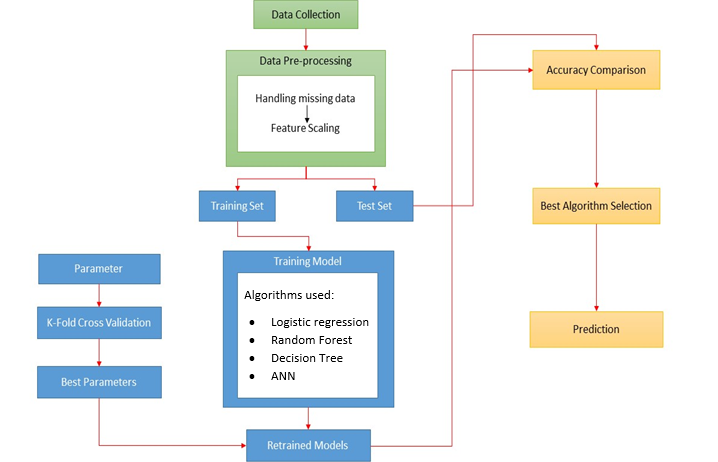 Data Collection
Data Pre-processing
Handling missing data
Feature Scaling
Training Set
Test Set
Training Model
Algorithms used:
● Logistic regression
● Random Forest
● Decision Tree
● ANN
Parameter
K-Fold Cross Validation
Best Parameters
Retrained Models
Accuracy Comparison
Best Algorithm Selection
Prediction